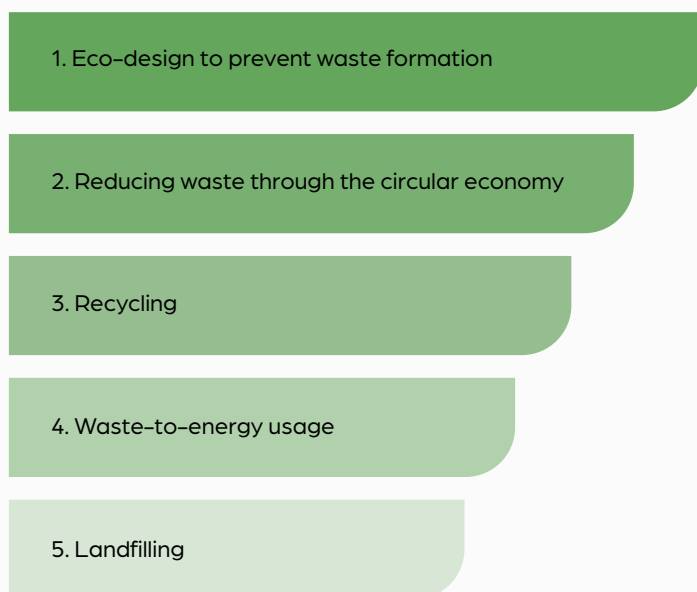 1. Eco-design to prevent waste formation
2. Reducing waste through the circular economy
3. Recycling
4. Waste-to-energy usage
5. Landfilling